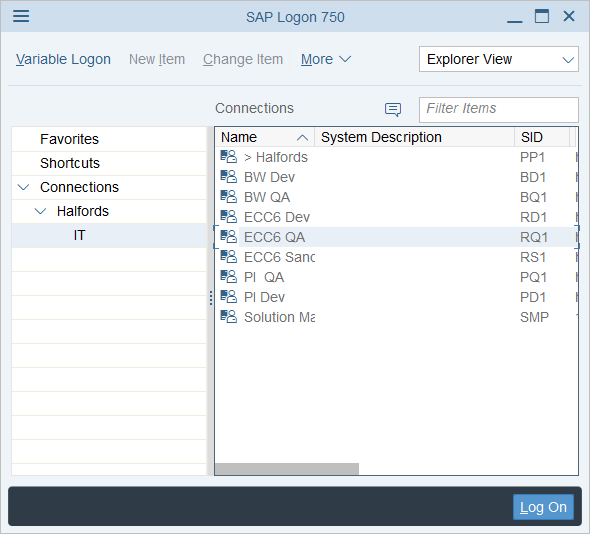 SAP Logon 750
Variable Logon New Item Change Item More Explorer View
Connections Filter Items
Favorites
Shortcuts
Connections
Halfords
IT
Name System Description SID
> Halfords PP1
BW Dev BD1
BW QA BQ1
ECC6 Dev RD1
ECC6 QA RQ1
ECC6 Sand RS1
PI  QA PQ1
PI Dev PD1
Solution Ma SMP
Log On